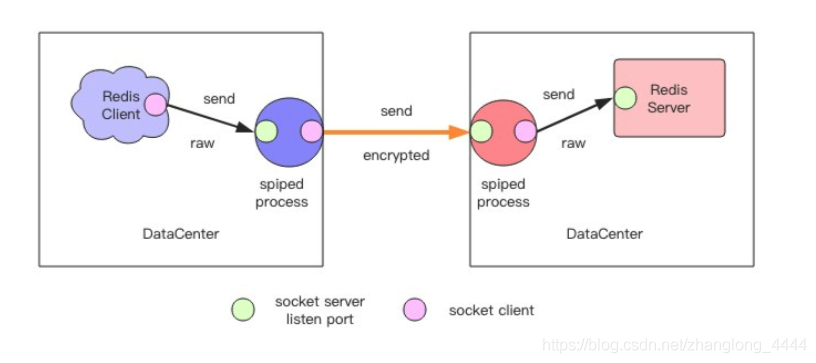 Redis
Client
send
raw
spiped
process
DataCenter
send
encrypted
send
raw
spiped
process
Redis
Server
DataCenter
socket server
listen port
socket client
https://blog.csdn.net/zhanglong_4444